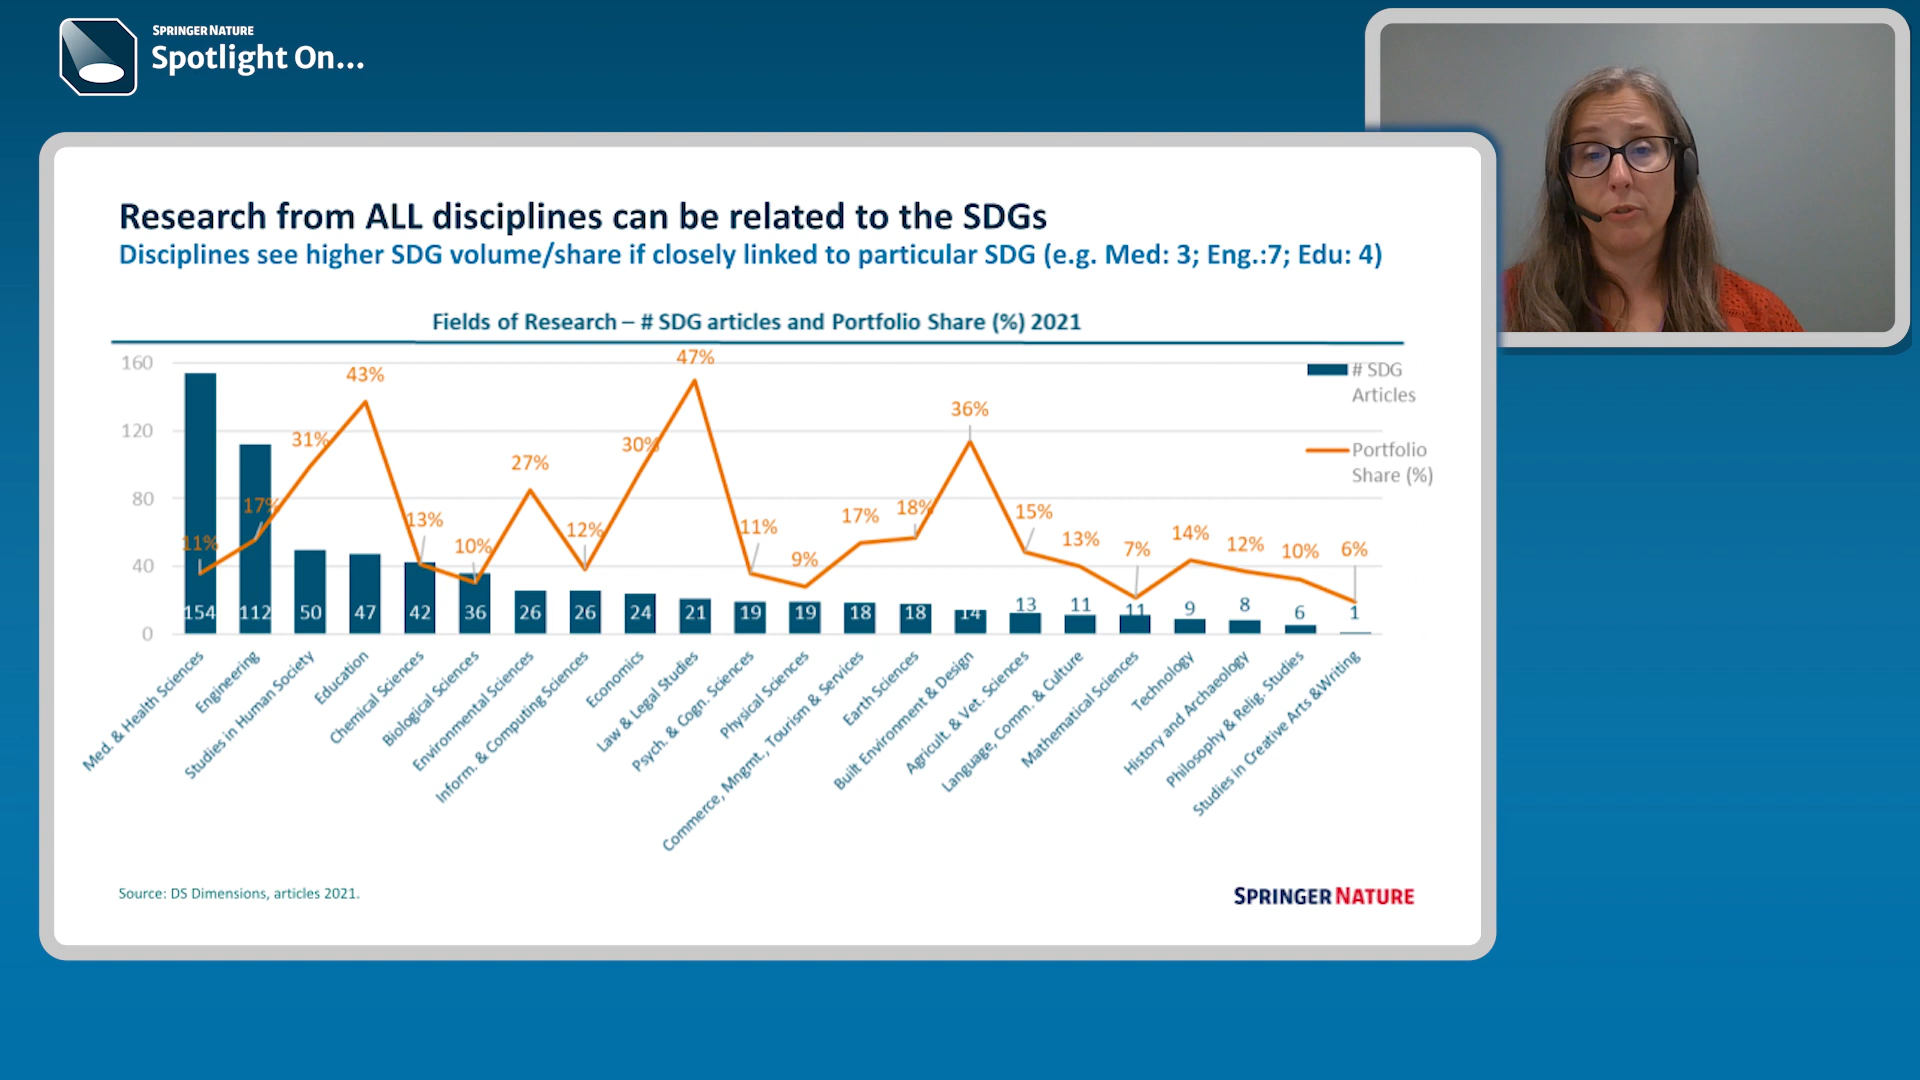 SPRINGER NATURE
Spotlight On...
Research from ALL disciplines can be related to the SDGs
Disciplines see higher SDG volume/share if closely linked to particular SDG (e.g. Med: 3; Eng.:7; Edu: 4)
Fields of Research – # SDG articles and Portfolio Share (%) 2021
160
120
80
40
0
# SDG
Articles
Portfolio
Share (%)
11%
17%
31%
43%
13%
10%
27%
12%
30%
47%
11%
9%
17%
18%
36%
15%
13%
7%
14%
12%
10%
6%
154
112
50
47
42
36
26
26
24
21
19
19
18
18
14
13
11
11
9
8
6
1
Med. & Health Sciences
Engineering
Studies in Human Society
Education
Chemical Sciences
Biological Sciences
Environmental Sciences
Inform. & Computing Sciences
Economics
Law & Legal Studies
Psych. & Cogn. Sciences
Physical Sciences
Commerce, Mngmt., Tourism & Services
Earth Sciences
Built Environment & Design
Agricult. & Vet. Sciences
Language, Comm. & Culture
Mathematical Sciences
Technology
History and Archaeology
Philosophy & Relig. Studies
Studies in Creative Arts &Writing
Source: DS Dimensions, articles 2021.
SPRINGER NATURE